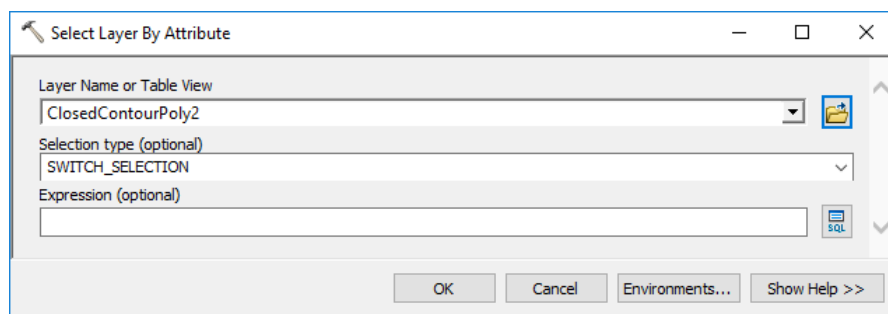 Select Layer By Attribute
Layer Name or Table View
ClosedContourPoly2
Selection type (optional)
SWITCH_SELECTION
Expression (optional)
SQL
OK Cancel Environments... Show Help >>